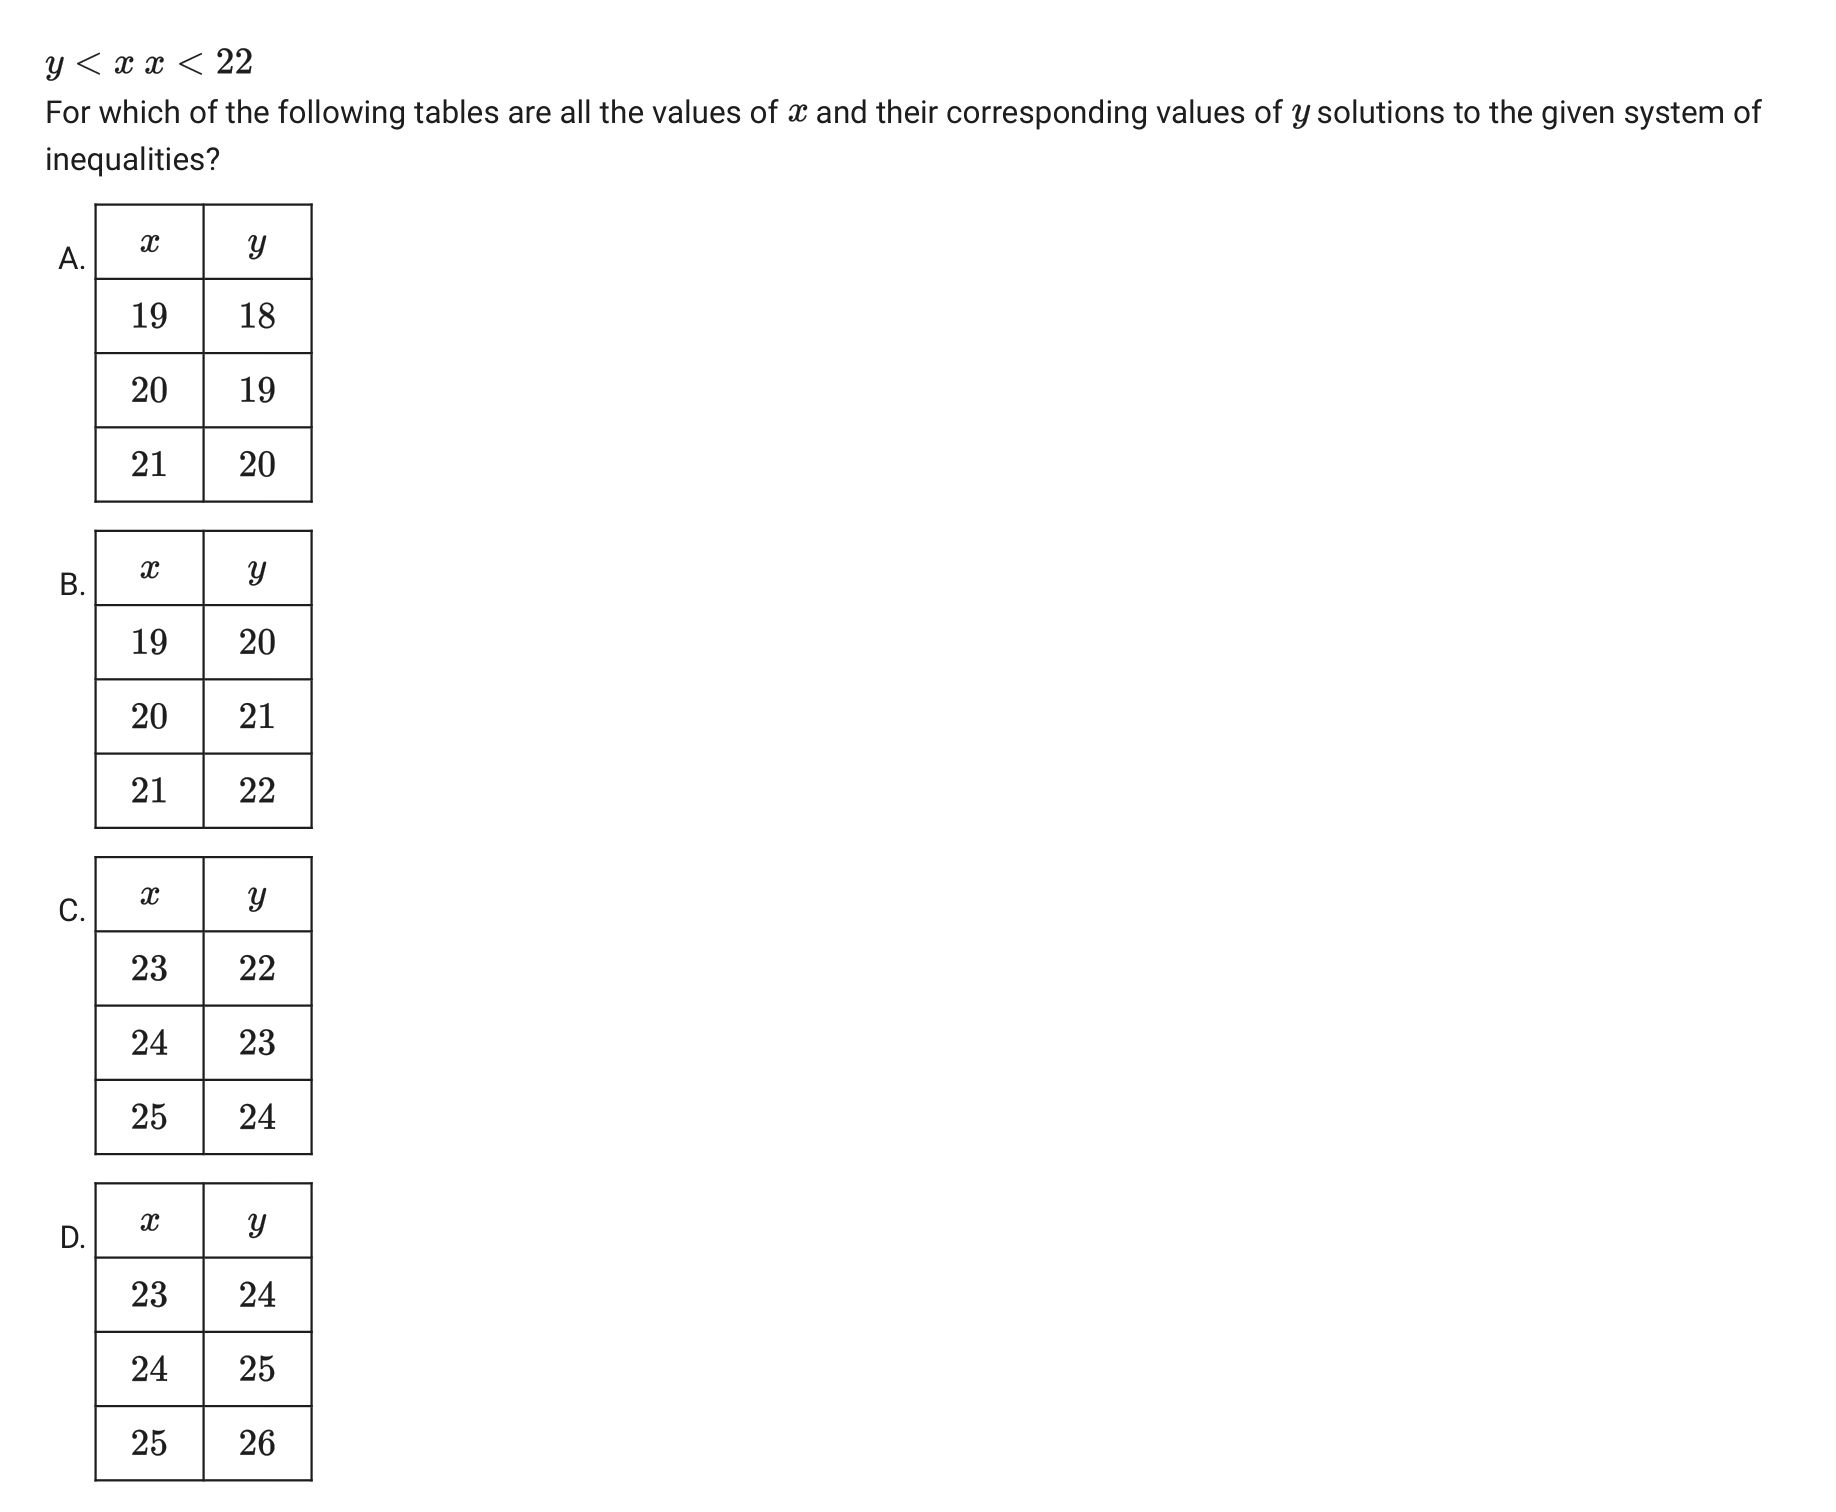 y < x x < 22
For which of the following tables are all the values of x and their corresponding values of y solutions to the given system of
inequalities?
A.
x y
19 18
20 19
21 20
B.
x y
19 20
20 21
21 22
C.
x y
23 22
24 23
25 24
D.
x y
23 24
24 25
25 26